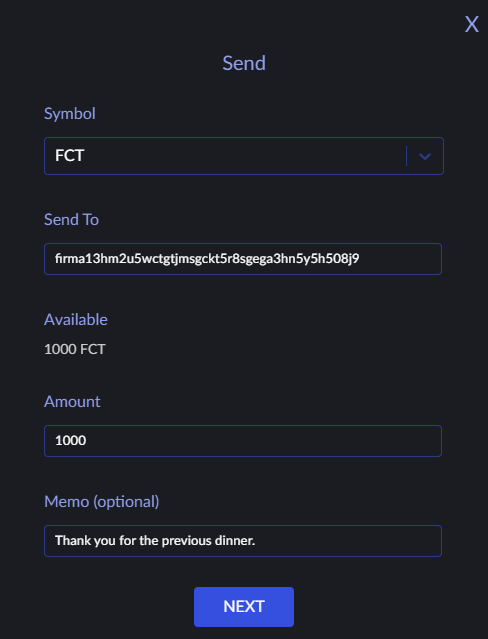 X
Send
Symbol
FCT
Send To
firma13hm2u5wctgtjmsgckt5r8sgega3hn5y5h508j9
Available
1000 FCT
Amount
1000
Memo (optional)
Thank you for the previous dinner.
NEXT